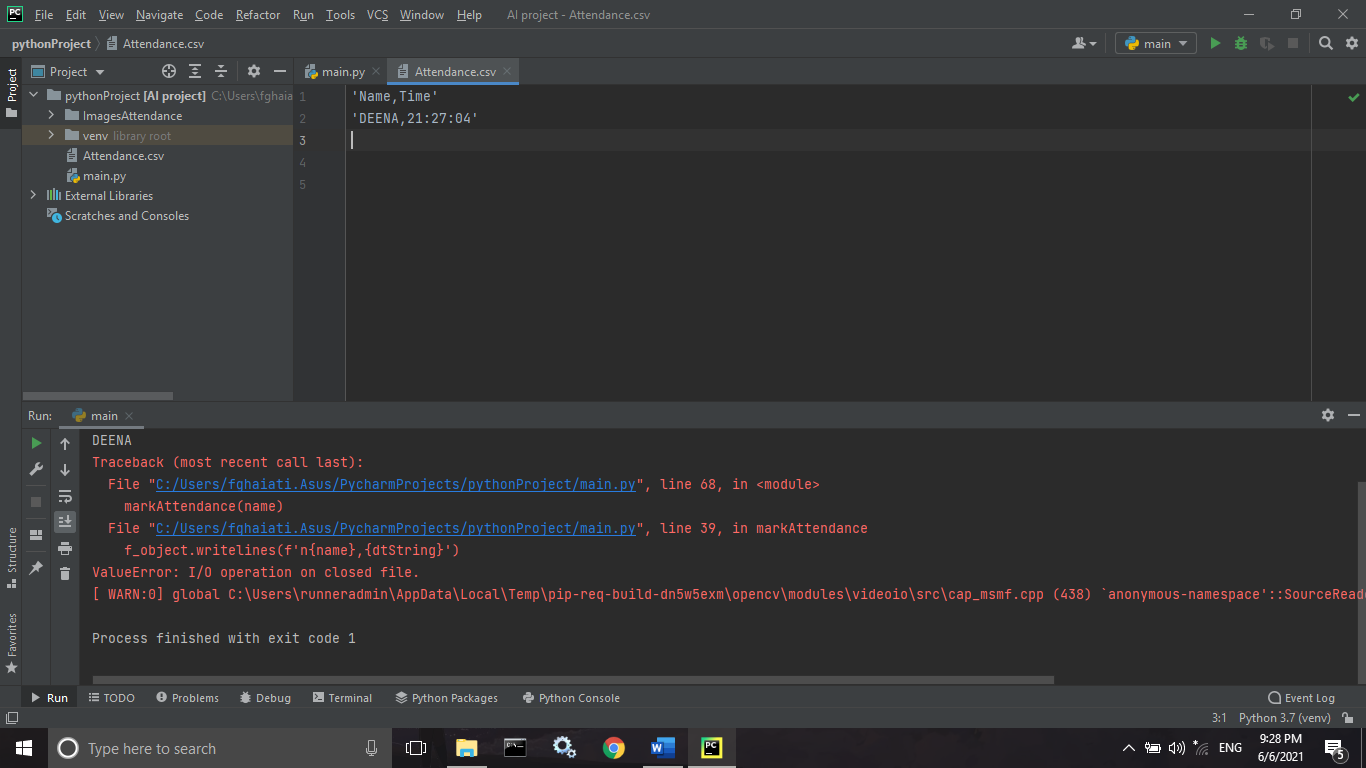 PC File Edit View Navigate Code Refactor Run Tools VCS Window Help AI project - Attendance.csv
pythonProject Attendance.csv main
Project main.py Attendance.csv
Project
pythonProject [AI project] C:\Users\fghaia
ImagesAttendance
venv library root
Attendance.csv
main.py
External Libraries
Scratches and Consoles
1 'Name,Time'
2 'DEENA,21:27:04'
3
4
5
Run: main
DEENA
Traceback (most recent call last):
File "C:/Users/fghaiati.Asus/PycharmProjects/pythonProject/main.py", line 68, in <module>
markAttendance(name)
File "C:/Users/fghaiati.Asus/PycharmProjects/pythonProject/main.py", line 39, in markAttendance
f_object.writelines(f'n{name},{dtString}')
ValueError: I/O operation on closed file.
[ WARN:0] global C:\Users\runneradmin\AppData\Local\Temp\pip-req-build-dn5w5exm\opencv\modules\videoio\src\cap_msmf.cpp (438) `anonymous-namespace'::SourceReade
Process finished with exit code 1
Structure
Favorites
Run TODO Problems Debug Terminal Python Packages Python Console Event Log
3:1 Python 3.7 (venv)
Type here to search
ENG
9:28 PM
6/6/2021
5